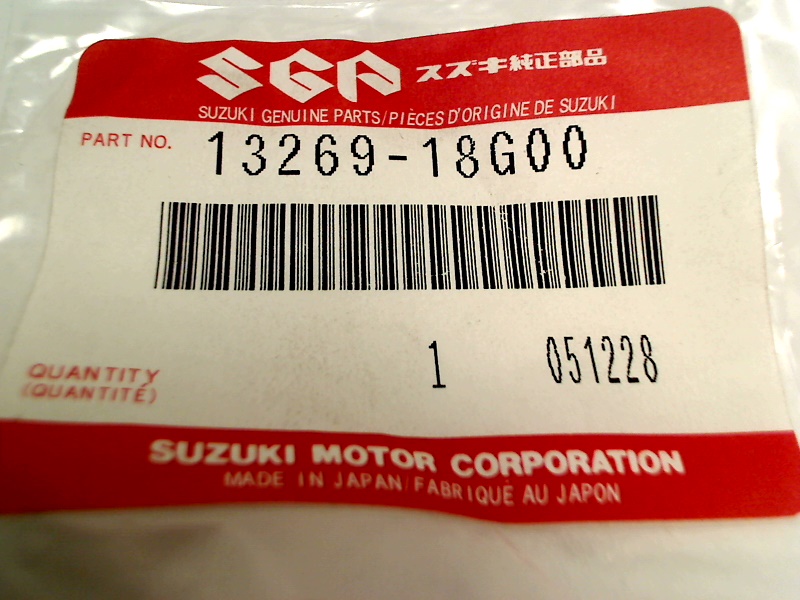 SGP スズキ純正部品
SUZUKI GENUINE PARTS/PIÈCES D'ORIGINE DE SUZUKI
PART NO. 13269-18G00
1 051228
QUANTITY
(QUANTITÉ)
SUZUKI MOTOR CORPORATION
MADE IN JAPAN/FABRIQUÉ AU JAPON